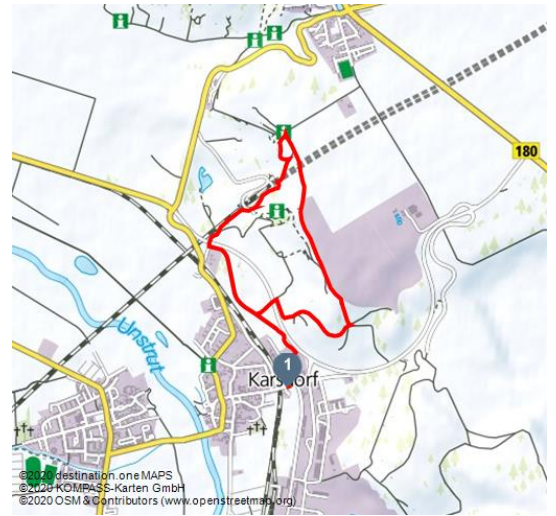 180
Unstrut
1
Karsdorf
©2020 destination.one MAPS
©2020 KOMPASS-Karten GmbH
©2020 OSM & Contributors (www.openstreetmap.org)